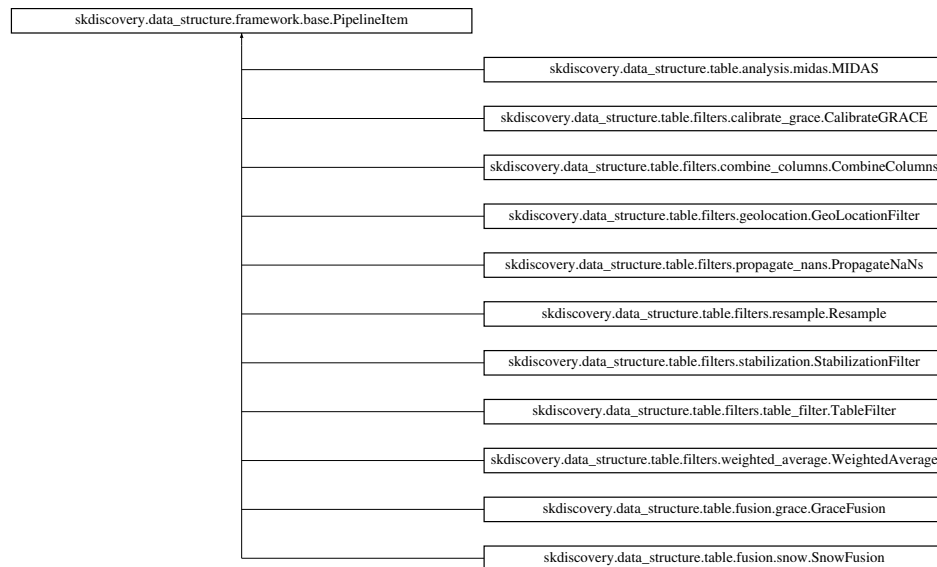 skdiscovery.data_structure.framework.base.PipelineItem
skdiscovery.data_structure.table.analysis.midas.MIDAS
skdiscovery.data_structure.table.filters.calibrate_grace.CalibrateGRACE
skdiscovery.data_structure.table.filters.combine_columns.CombineColumns
skdiscovery.data_structure.table.filters.geolocation.GeoLocationFilter
skdiscovery.data_structure.table.filters.propagate_nans.PropagateNaNs
skdiscovery.data_structure.table.filters.resample.Resample
skdiscovery.data_structure.table.filters.stabilization.StabilizationFilter
skdiscovery.data_structure.table.filters.table_filter.TableFilter
skdiscovery.data_structure.table.filters.weighted_average.WeightedAverage
skdiscovery.data_structure.table.fusion.grace.GraceFusion
skdiscovery.data_structure.table.fusion.snow.SnowFusion